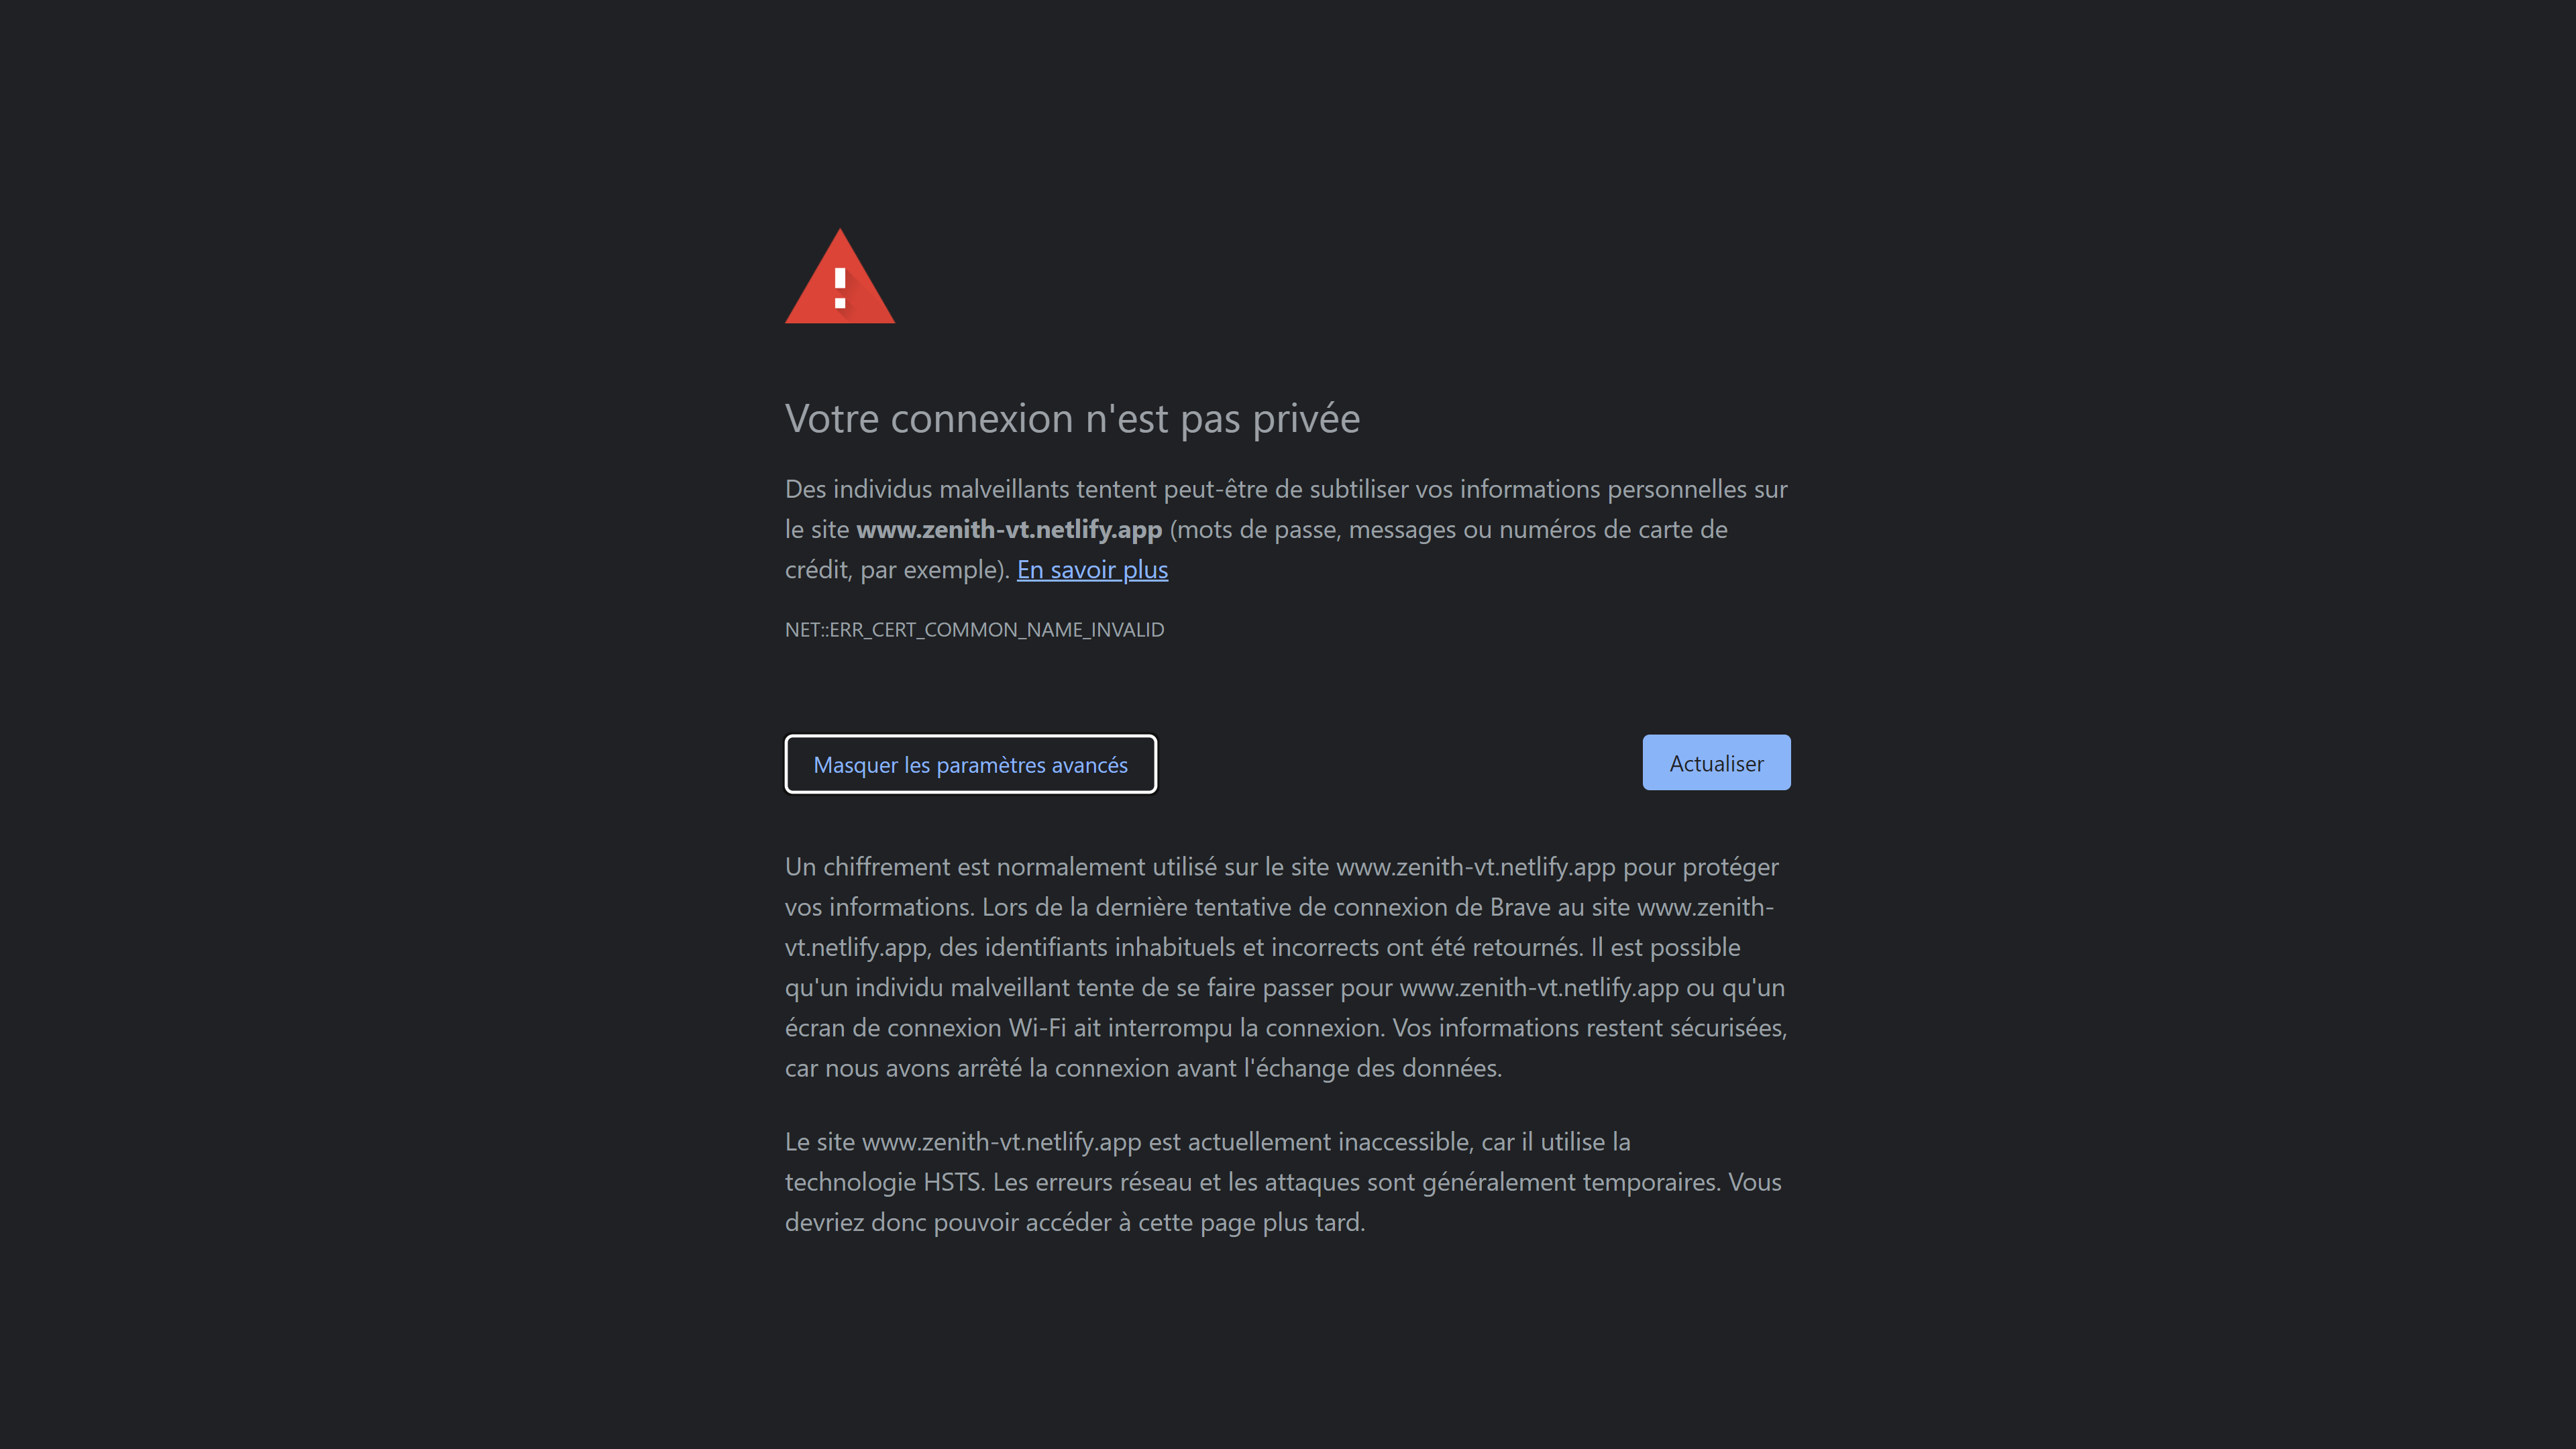 Votre connexion n'est pas privée
Des individus malveillants tentent peut-être de subtiliser vos informations personnelles sur
le site www.zenith-vt.netlify.app (mots de passe, messages ou numéros de carte de
crédit, par exemple). En savoir plus
NET::ERR_CERT_COMMON_NAME_INVALID
Masquer les paramètres avancés
Actualiser
Un chiffrement est normalement utilisé sur le site www.zenith-vt.netlify.app pour protéger
vos informations. Lors de la dernière tentative de connexion de Brave au site www.zenith-
vt.netlify.app, des identifiants inhabituels et incorrects ont été retournés. Il est possible
qu'un individu malveillant tente de se faire passer pour www.zenith-vt.netlify.app ou qu'un
écran de connexion Wi-Fi ait interrompu la connexion. Vos informations restent sécurisées,
car nous avons arrêté la connexion avant l'échange des données.
Le site www.zenith-vt.netlify.app est actuellement inaccessible, car il utilise la
technologie HSTS. Les erreurs réseau et les attaques sont généralement temporaires. Vous
devriez donc pouvoir accéder à cette page plus tard.